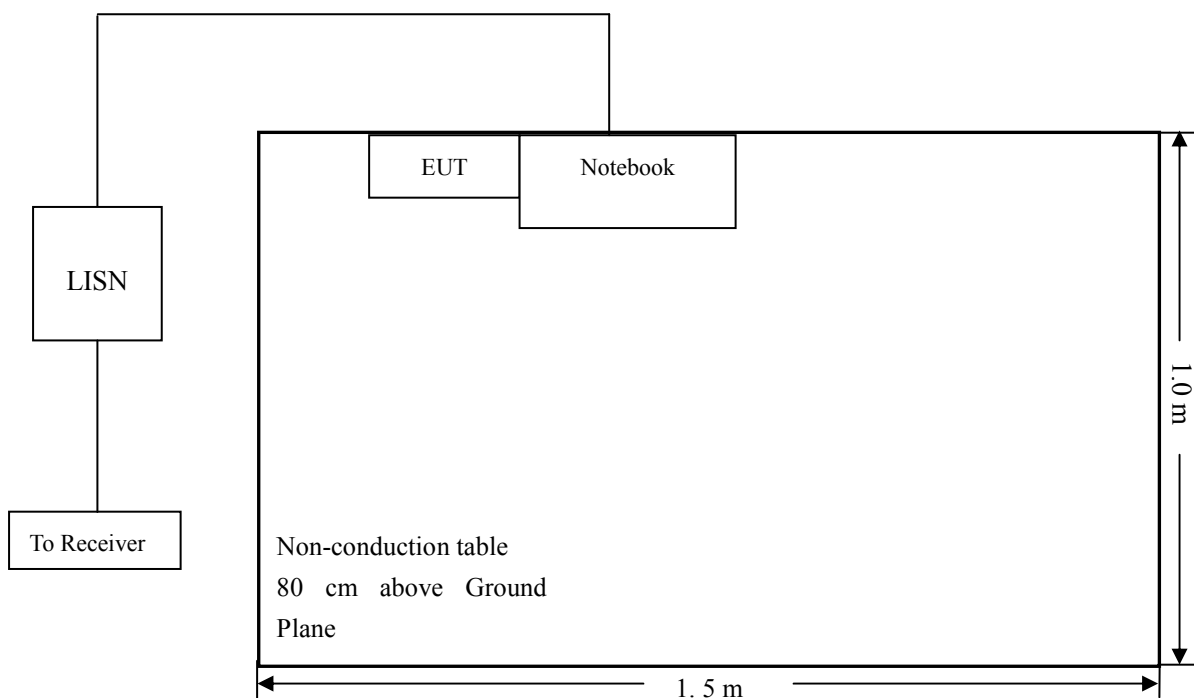 EUT
Notebook
LISN
1.0 m
To Receiver
Non-conduction table
80 cm above Ground
Plane
1. 5 m